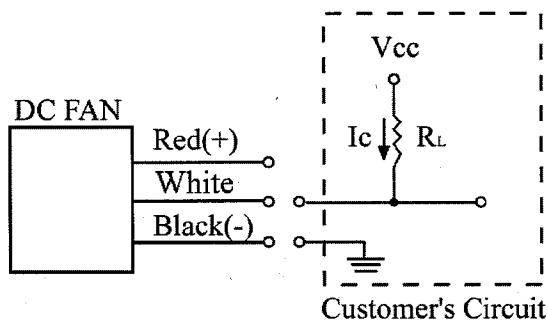 Vcc
DC FAN
Red(+)
Ic
RL
White
Black(-)
Customer's Circuit